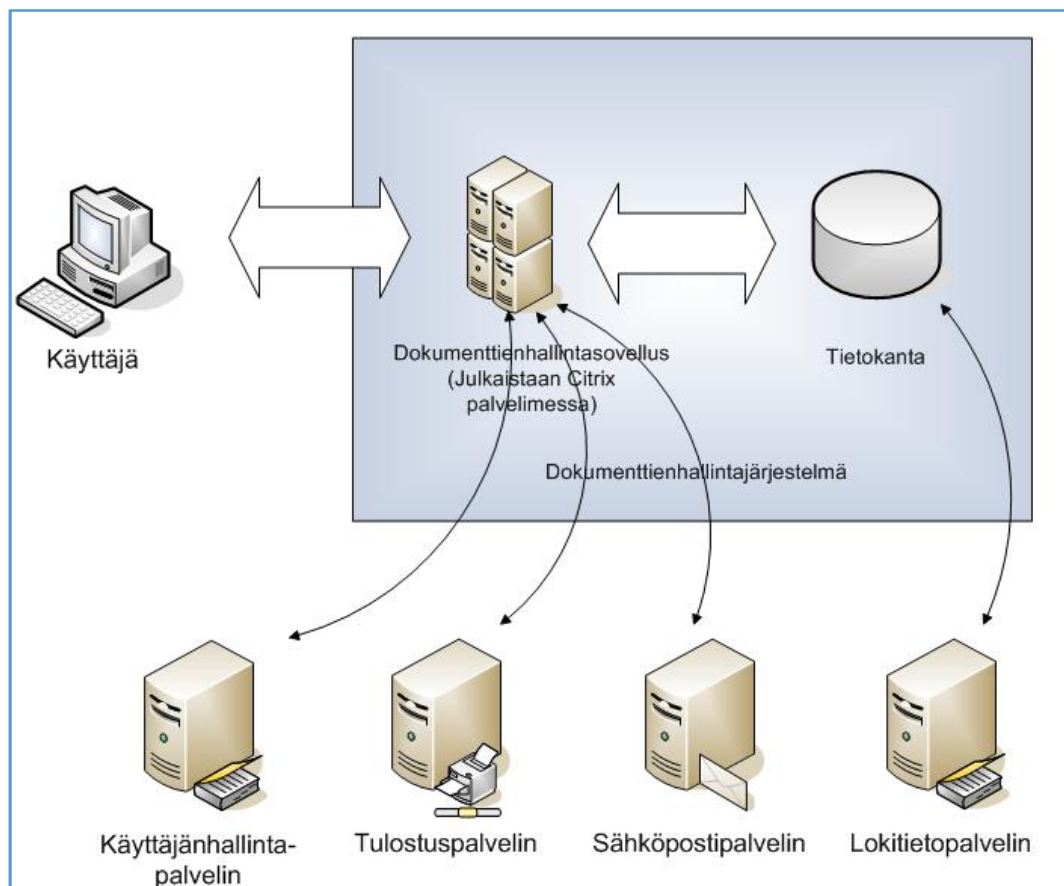 Käyttäjä
Dokumenttienhallintasovellus
(Julkaistaan Citrix
palvelimessa)
Tietokanta
Dokumenttienhallintajärjestelmä
Käyttäjänhallinta-
palvelin
Tulostuspalvelin
Sähköpostipalvelin
Lokitietopalvelin